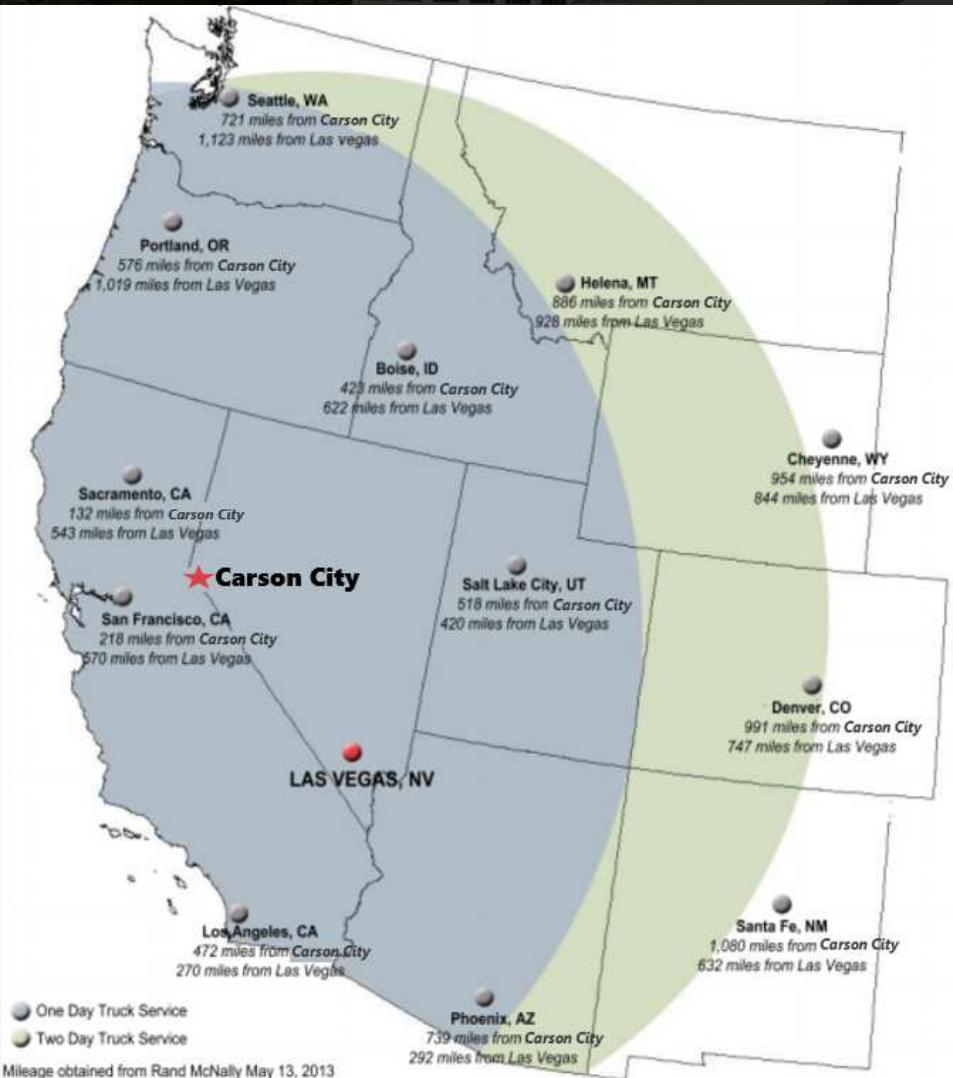 Seattle, WA
721 miles from Carson City
1,123 miles from Las vegas
Portland, OR
576 miles from Carson City
1,019 miles from Las Vegas
Helena, MT
886 miles from Carson City
928 miles from Las Vegas
Boise, ID
423 miles from Carson City
622 miles from Las Vegas
Cheyenne, WY
954 miles from Carson City
844 miles from Las Vegas
Sacramento, CA
132 miles from Carson City
543 miles from Las Vegas
Carson City
Salt Lake City, UT
518 miles fron Carson City
420 miles from Las Vegas
San Francisco, CA
218 miles from Carson City
570 miles from Las Vegas
Denver, CO
991 miles from Carson City
747 miles from Las Vegas
LAS VEGAS, NV
Los Angeles, CA
472 miles from Carson City
270 miles from Las Vegas
Santa Fe, NM
1,080 miles from Carson City
632 miles from Las Vegas
Phoenix, AZ
739 miles from Carson City
292 miles from Las Vegas
One Day Truck Service
Two Day Truck Service
Mileage obtained from Rand McNally May 13, 2013